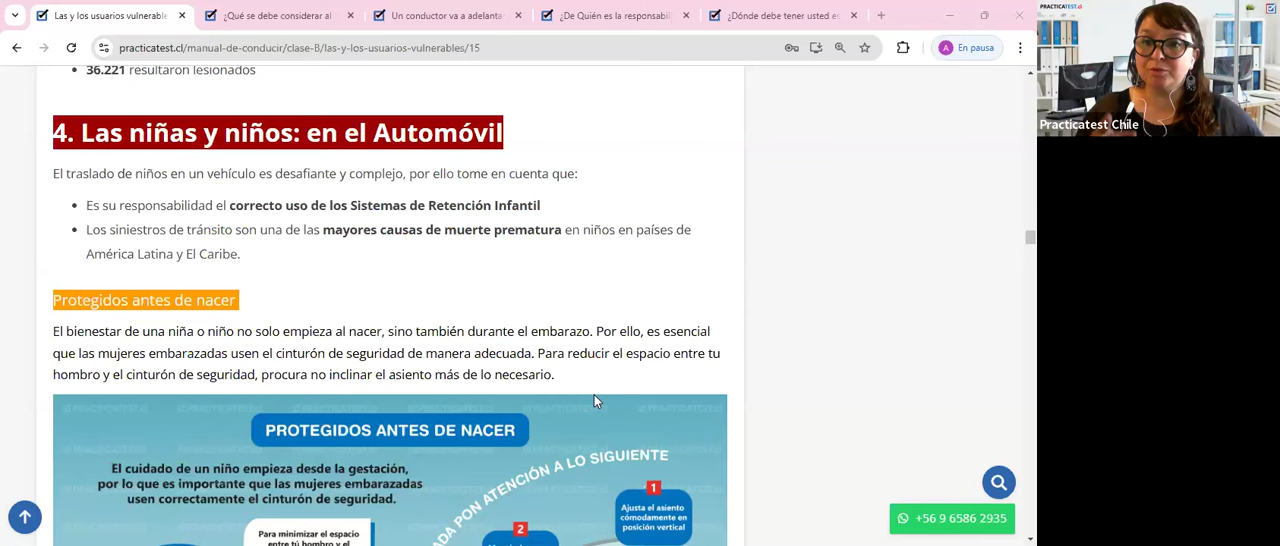 Las y los usuarios vulnerable
¿Qué se debe considerar al
Un conductor va a adelanta
¿De Quién es la responsabil
¿Dónde debe tener usted e
practicatest.cl/manual-de-conducir/clase-B/las-y-los-usuarios-vulnerables/15
A En pausa
PRACTICATEST.cl
Practicatest Chile
36.221 resultaron lesionados
4. Las niñas y niños: en el Automóvil
El traslado de niños en un vehículo es desafiante y complejo, por ello tome en cuenta que:
Es su responsabilidad el correcto uso de los Sistemas de Retención Infantil
Los siniestros de tránsito son una de las mayores causas de muerte prematura en niños en países de
América Latina y El Caribe.
Protegidos antes de nacer
El bienestar de una niña o niño no solo empieza al nacer, sino también durante el embarazo. Por ello, es esencial
que las mujeres embarazadas usen el cinturón de seguridad de manera adecuada. Para reducir el espacio entre tu
hombro y el cinturón de seguridad, procura no inclinar el asiento más de lo necesario.
PROTEGIDOS ANTES DE NACER
El cuidado de un niño empieza desde la gestación,
por lo que es importante que las mujeres embarazadas
usen correctamente el cinturón de seguridad.
ADA PON ATENCIÓN A LO SIGUIENTE
1
Ajusta el asiento
cómodamente en
posición vertical
2
Para minimizar el espacio
entre tú hombro y el
+56 9 6586 2935